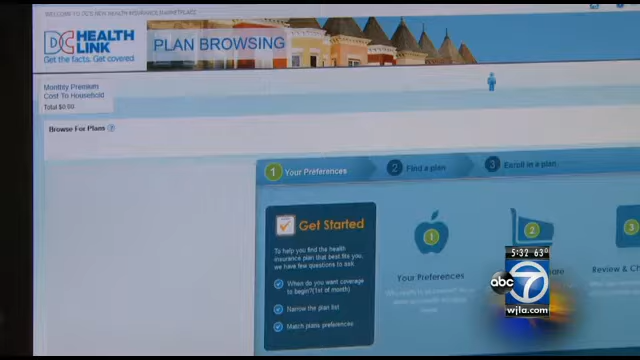 WELCOME TO DC'S NEW HEALTH INSURANCE MARKETPLACE
DC HEALTH LINK
Get the facts. Get covered.
PLAN BROWSING
Monthly Premium
Cost To Household
Total $0.00
Browse For Plans ?
1 Your Preferences
2 Find a plan
3 Enroll in a plan
Get Started
To help you find the health
insurance plan that best fits you,
we have few questions to ask.
When do you want coverage
to begin?(1st of month)
Narrow the plan list
Match plans preferences
1
Your Preferences
2
3
Review &
5:32 63°
abc 7
wjla.com